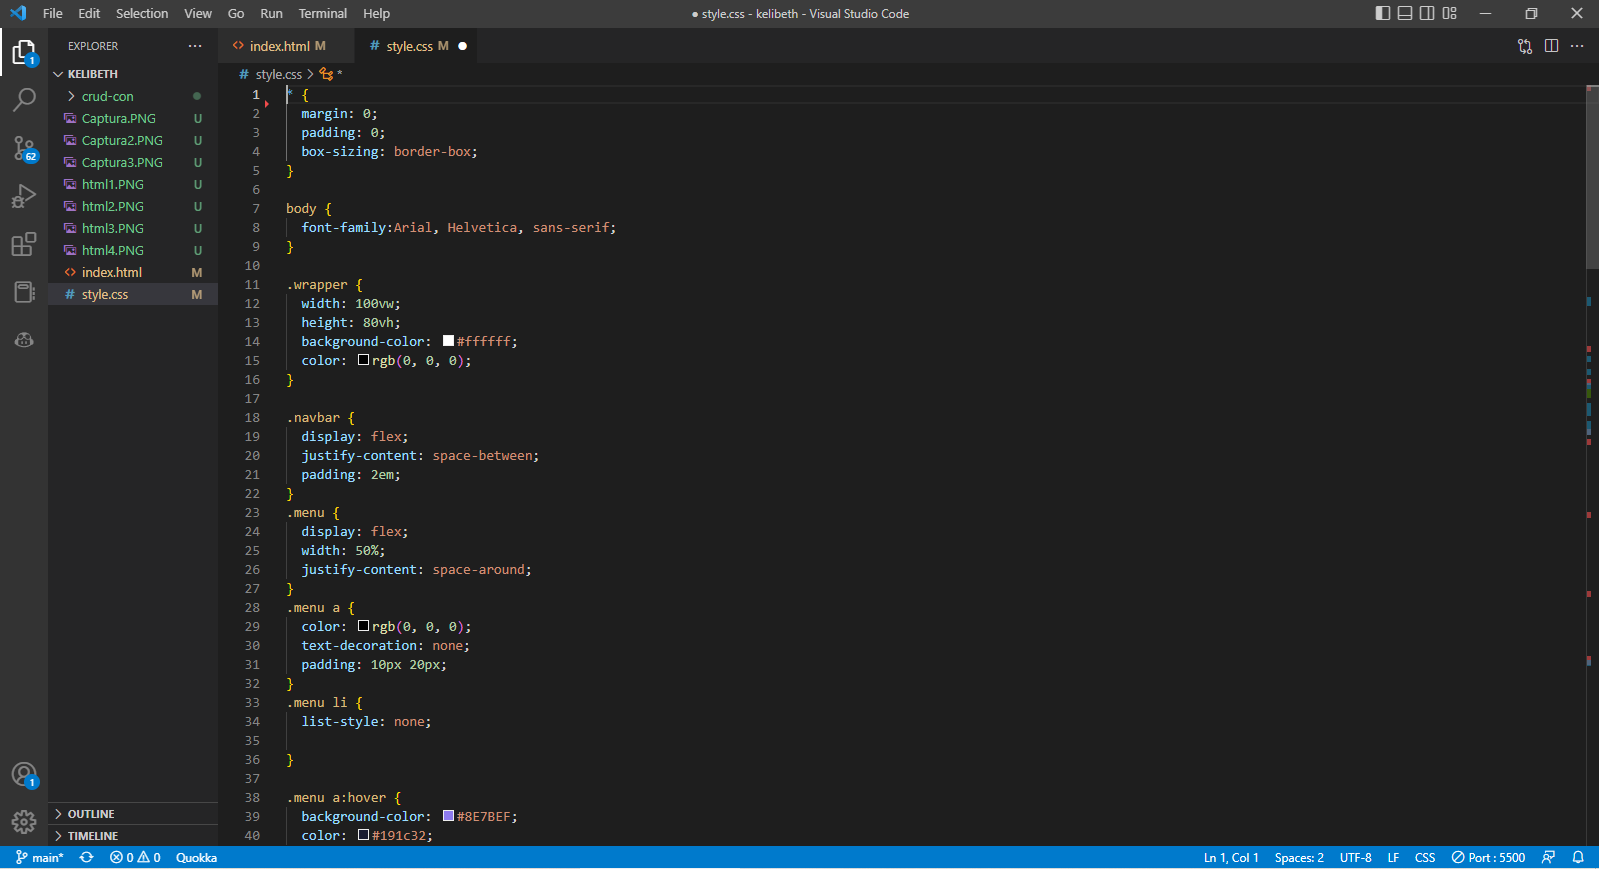 File Edit Selection View Go Run Terminal Help
● style.css - kelibeth - Visual Studio Code
EXPLORER ···
index.html M
# style.css M ●
# style.css > *
KELIBETH
crud-con
Captura.PNG U
Captura2.PNG U
Captura3.PNG U
html1.PNG U
html2.PNG U
html3.PNG U
html4.PNG U
<> index.html M
# style.css M
OUTLINE
TIMELINE
1
62
1
1 * {
2 margin: 0;
3 padding: 0;
4 box-sizing: border-box;
5 }
6
7 body {
8 font-family:Arial, Helvetica, sans-serif;
9 }
10
11 .wrapper {
12 width: 100vw;
13 height: 80vh;
14 background-color: #ffffff;
15 color: rgb(0, 0, 0);
16 }
17
18 .navbar {
19 display: flex;
20 justify-content: space-between;
21 padding: 2em;
22 }
23 .menu {
24 display: flex;
25 width: 50%;
26 justify-content: space-around;
27 }
28 .menu a {
29 color: rgb(0, 0, 0);
30 text-decoration: none;
31 padding: 10px 20px;
32 }
33 .menu li {
34 list-style: none;
35
36 }
37
38 .menu a:hover {
39 background-color: #8E7BEF;
40 color: #191c32;
main* 0 0 Quokka
Ln 1, Col 1 Spaces: 2 UTF-8 LF CSS Port : 5500